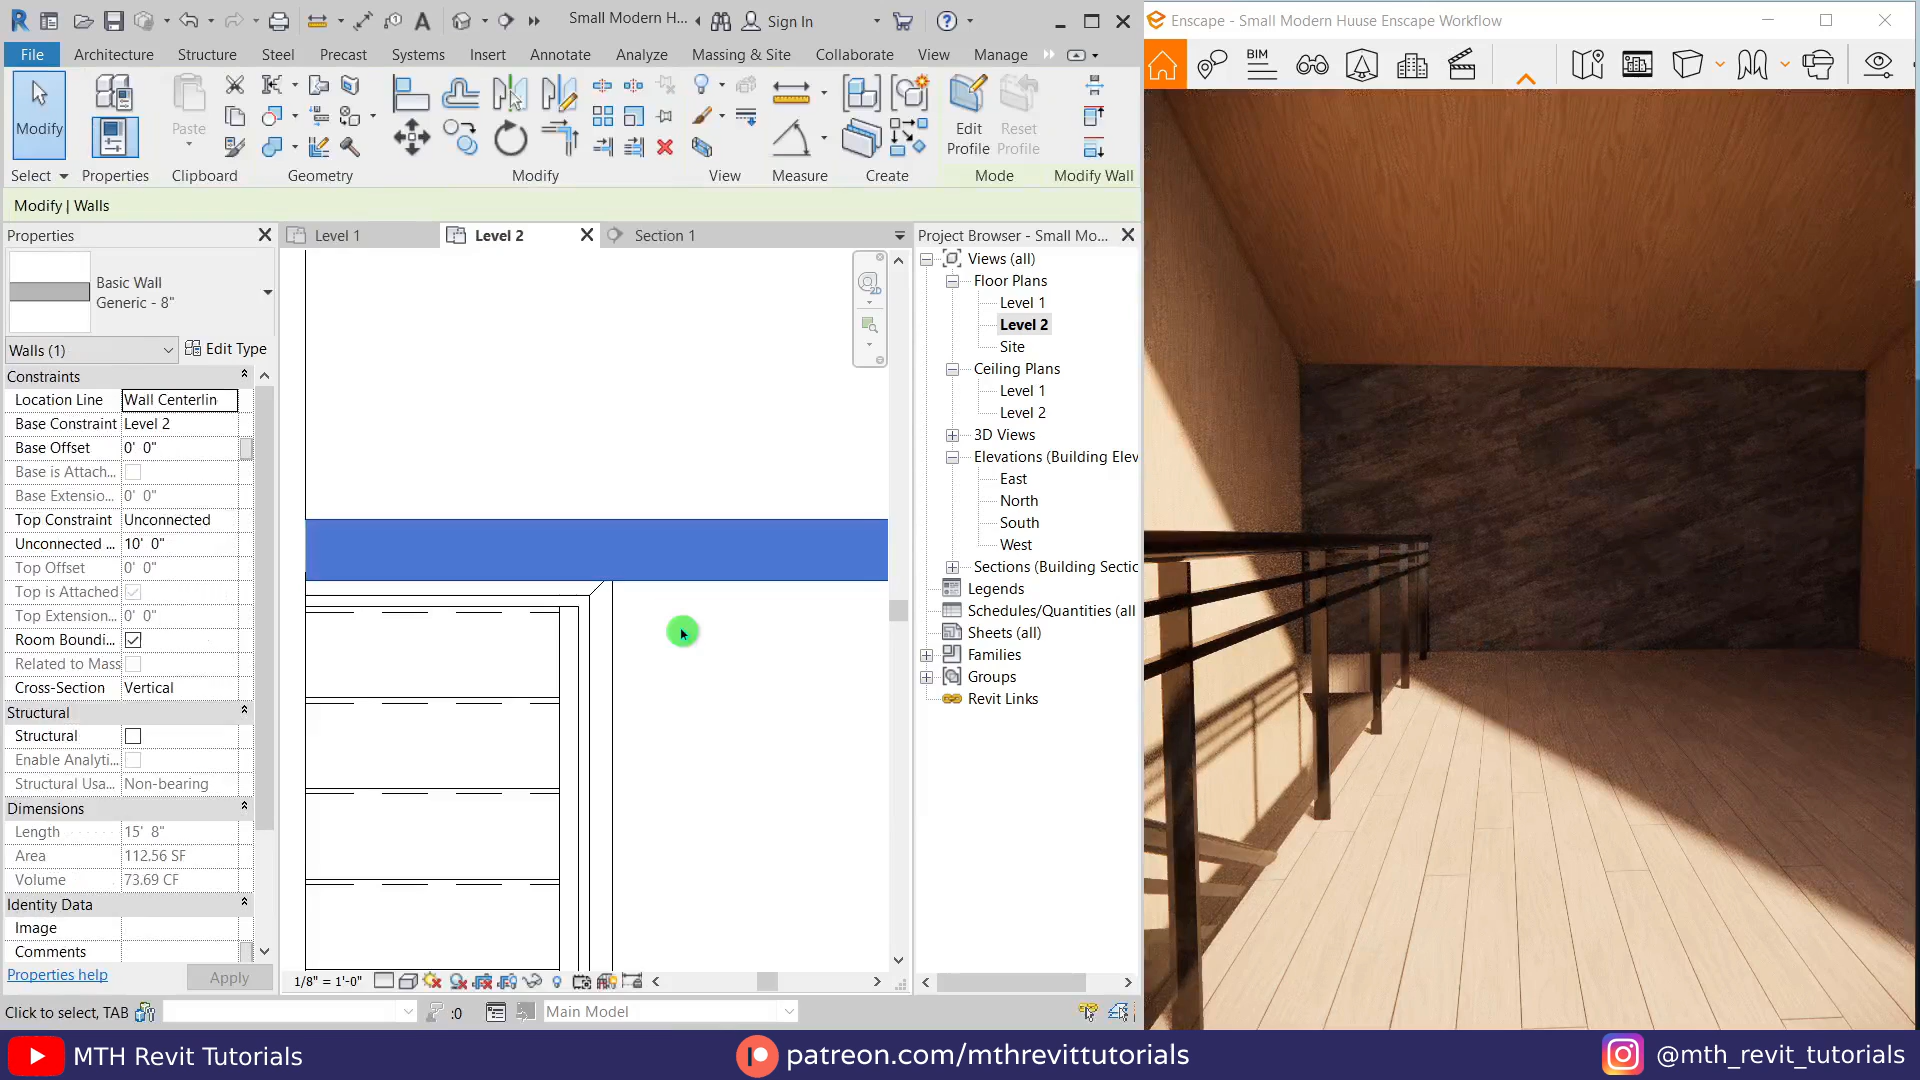 Small Modern H...
Sign In
File
Architecture
Structure
Steel
Precast
Systems
Insert
Annotate
Analyze
Massing & Site
Collaborate
View
Manage
Modify
Paste
Edit
Profile
Reset
Profile
Select
Properties
Clipboard
Geometry
Modify
View
Measure
Create
Mode
Modify Wall
Modify | Walls
Properties
Basic Wall
Generic - 8"
Walls (1)
Edit Type
Constraints
Location Line Wall Centerlin
Base Constraint Level 2
Base Offset 0' 0"
Base is Attach...
Base Extensio... 0' 0"
Top Constraint Unconnected
Unconnected ... 10' 0"
Top Offset 0' 0"
Top is Attached
Top Extension... 0' 0"
Room Boundi...
Related to Mass
Cross-Section Vertical
Structural
Structural
Enable Analyti...
Structural Usa... Non-bearing
Dimensions
Length 15' 8"
Area 112.56 SF
Volume 73.69 CF
Identity Data
Image
Comments
Properties help
Apply
Level 1
Level 2
Section 1
2D
1/8" = 1'-0"
Project Browser - Small Mo...
Views (all)
Floor Plans
Level 1
Level 2
Site
Ceiling Plans
Level 1
Level 2
3D Views
Elevations (Building Elev
East
North
South
West
Sections (Building Sectio
Legends
Schedules/Quantities (all
Sheets (all)
Families
Groups
Revit Links
Click to select, TAB
:0
Main Model
Enscape - Small Modern Huuse Enscape Workflow
BIM
MTH Revit Tutorials
patreon.com/mthrevittutorials
@mth_revit_tutorials